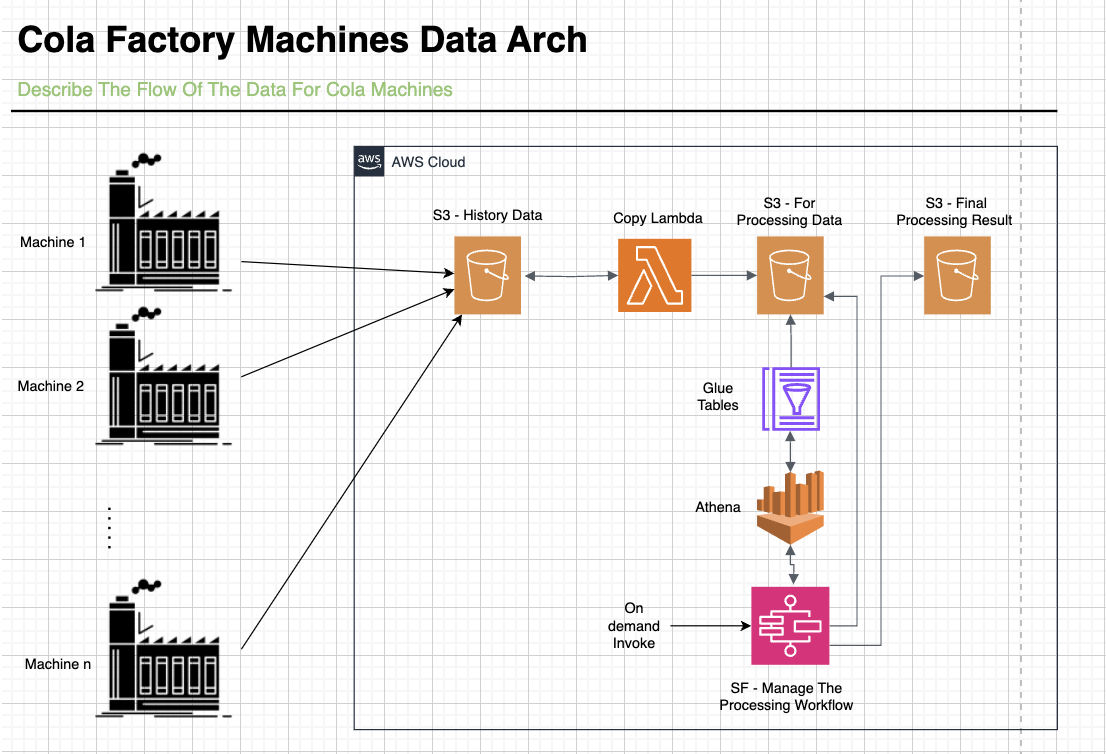 Cola Factory Machines Data Arch
Describe The Flow Of The Data For Cola Machines
aws
AWS Cloud
Machine 1
S3 - History Data
Copy Lambda
S3 - For
Processing Data
S3 - Final
Processing Result
Machine 2
Glue
Tables
Athena
On
demand
Invoke
Machine n
SF - Manage The
Processing Workflow